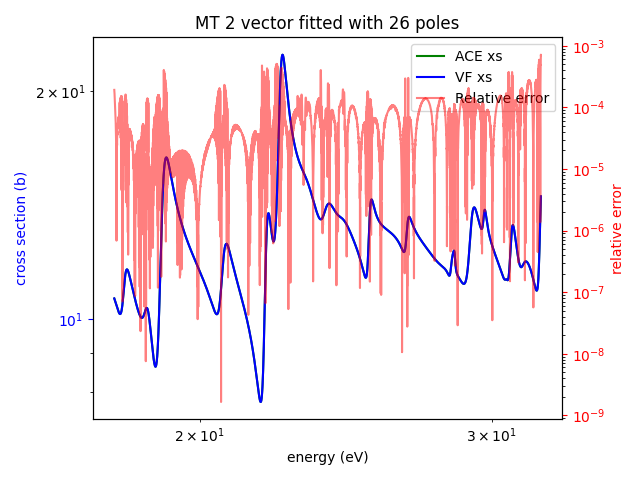 MT 2 vector fitted with 26 poles
ACE xs
VF xs
Relative error
cross section (b)
2 × 10¹
10¹
10⁻³
10⁻⁴
10⁻⁵
10⁻⁶
10⁻⁷
10⁻⁸
10⁻⁹
relative error
2 × 10¹
3 × 10¹
energy (eV)